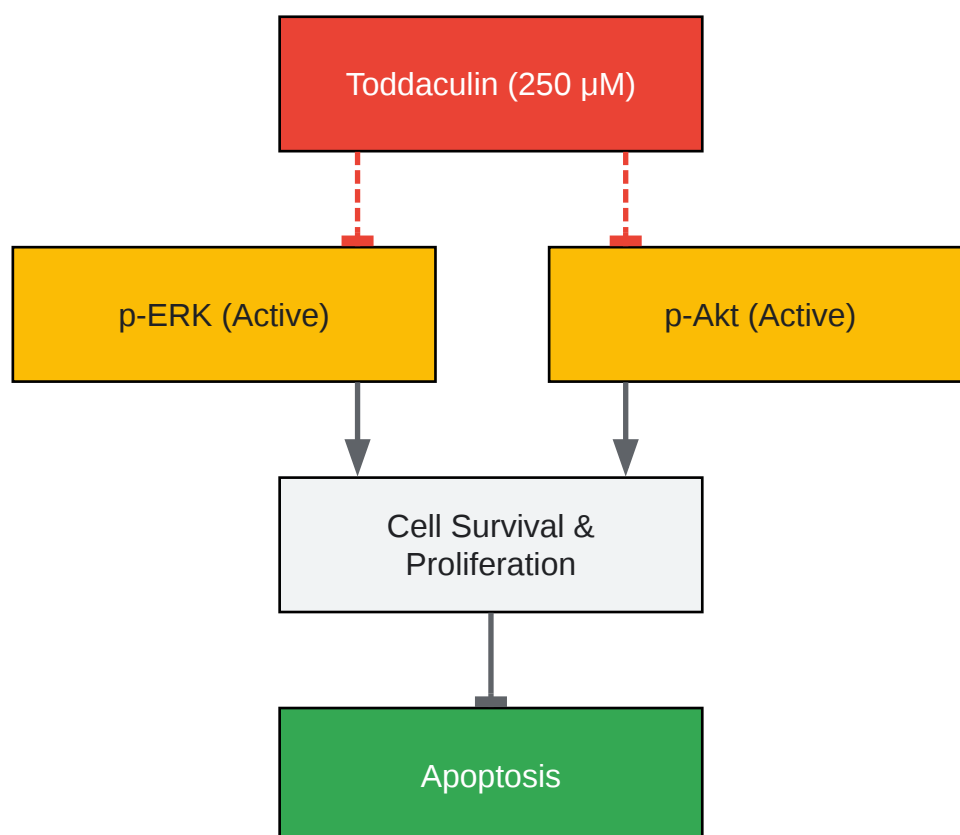 Toddaculin (250 μM)
p-ERK (Active)
p-Akt (Active)
Cell Survival &
Proliferation
Apoptosis